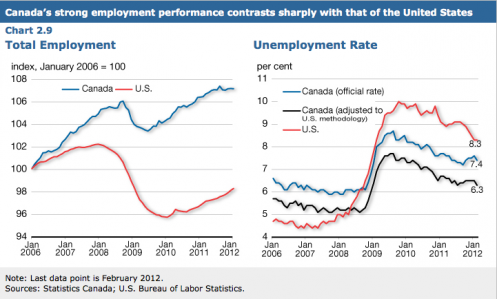 Canada's strong employment performance contrasts sharply with that of the United States
Chart 2.9
Total Employment
index, January 2006 = 100
108
106
104
102
100
98
96
94
Canada
U.S.
Jan 2006
Jan 2007
Jan 2008
Jan 2009
Jan 2010
Jan 2011
Jan 2012
Unemployment Rate
per cent
11
10
9
8
7
6
5
4
Canada (official rate)
Canada (adjusted to
U.S. methodology)
U.S.
8.3
7.4
6.3
Jan 2006
Jan 2007
Jan 2008
Jan 2009
Jan 2010
Jan 2011
Jan 2012
Note: Last data point is February 2012.
Sources: Statistics Canada; U.S. Bureau of Labor Statistics.